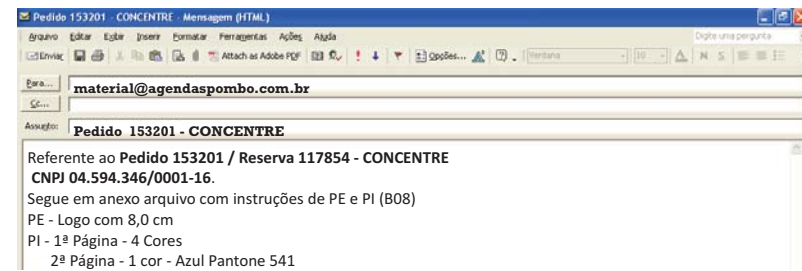 Pedido 153201 - CONCENTRE - Mensagem (HTML)
Arquivo Editar Exibir Inserir Formatar Ferramentas Ações Ajuda Digite uma pergunta
Enviar Attach as Adobe PDF Opções... Verdana 10 N S
Para... material@agendaspombo.com.br
Cc...
Assunto: Pedido 153201 - CONCENTRE
Referente ao Pedido 153201 / Reserva 117854 - CONCENTRE
CNPJ 04.594.346/0001-16.
Segue em anexo arquivo com instruções de PE e PI (B08)
PE - Logo com 8,0 cm
PI - 1ª Página - 4 Cores
2ª Página - 1 cor - Azul Pantone 541